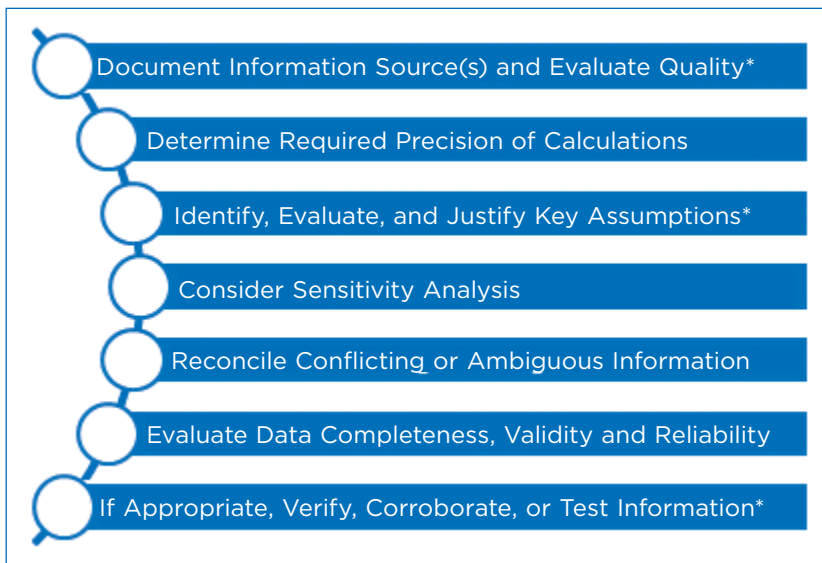 Document Information Source(s) and Evaluate Quality*
Determine Required Precision of Calculations
Identify, Evaluate, and Justify Key Assumptions*
Consider Sensitivity Analysis
Reconcile Conflicting or Ambiguous Information
Evaluate Data Completeness, Validity and Reliability
If Appropriate, Verify, Corroborate, or Test Information*